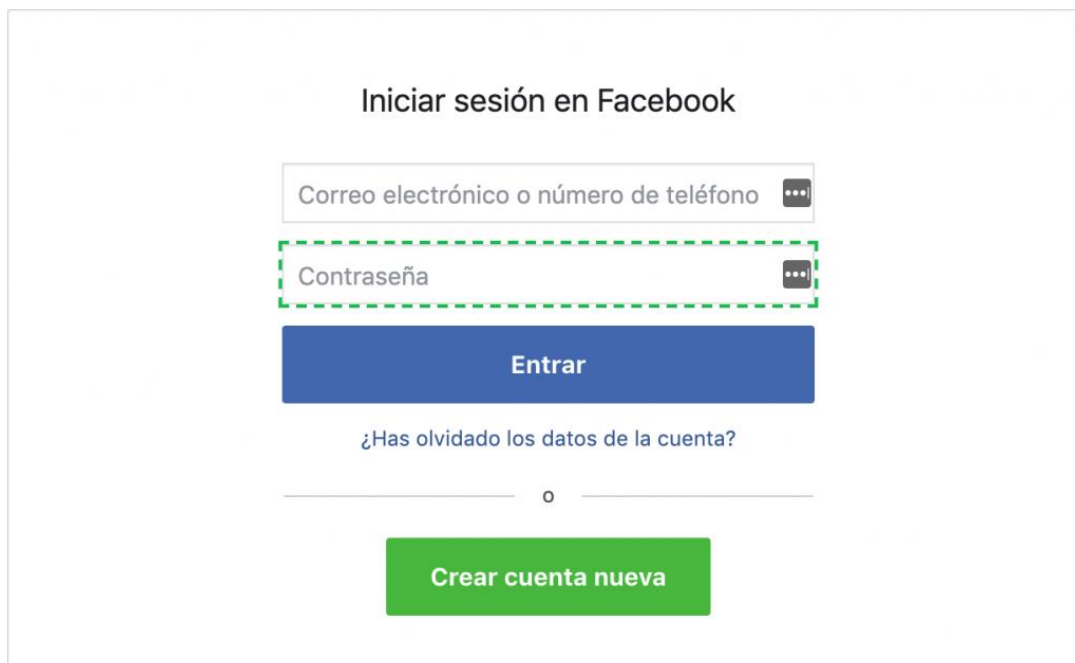 Iniciar sesión en Facebook
Correo electrónico o número de teléfono
Contraseña
Entrar
¿Has olvidado los datos de la cuenta?
o
Crear cuenta nueva